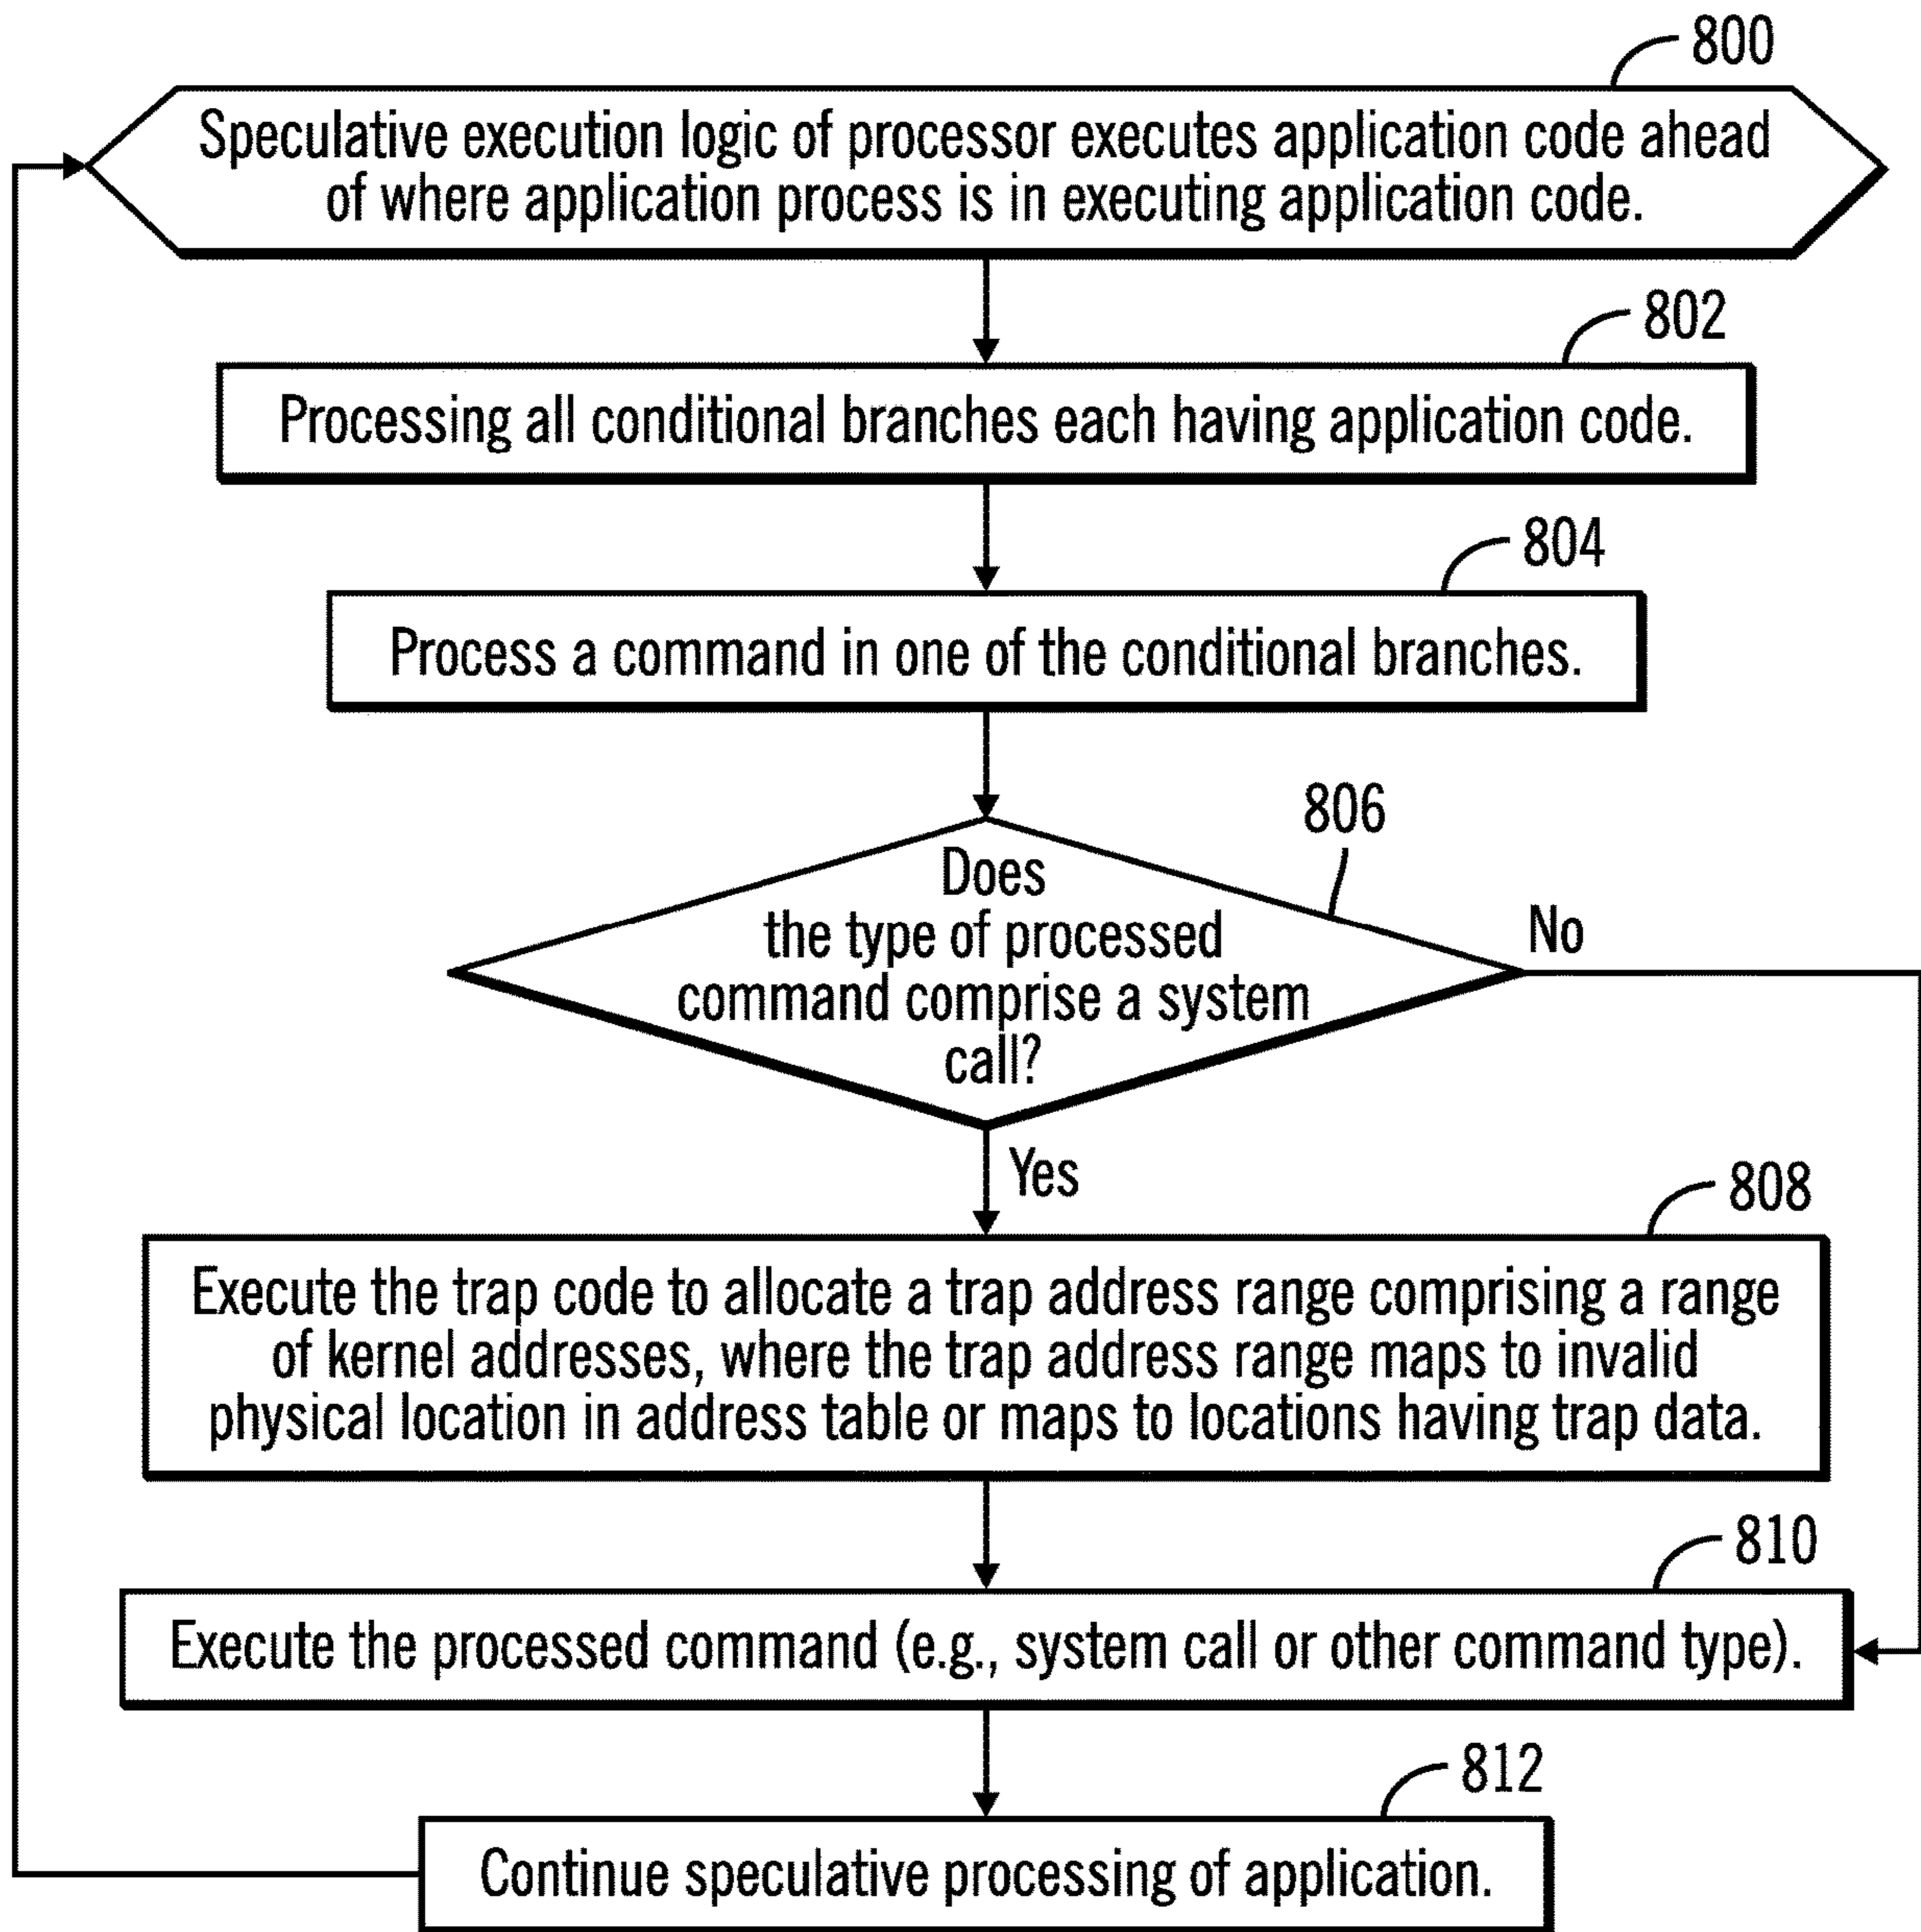 800
Speculative execution logic of processor executes application code ahead
of where application process is in executing application code.
802
Processing all conditional branches each having application code.
804
Process a command in one of the conditional branches.
806
Does
the type of processed
command comprise a system
call?
No
Yes
808
Execute the trap code to allocate a trap address range comprising a range
of kernel addresses, where the trap address range maps to invalid
physical location in address table or maps to locations having trap data.
810
Execute the processed command (e.g., system call or other command type).
812
Continue speculative processing of application.